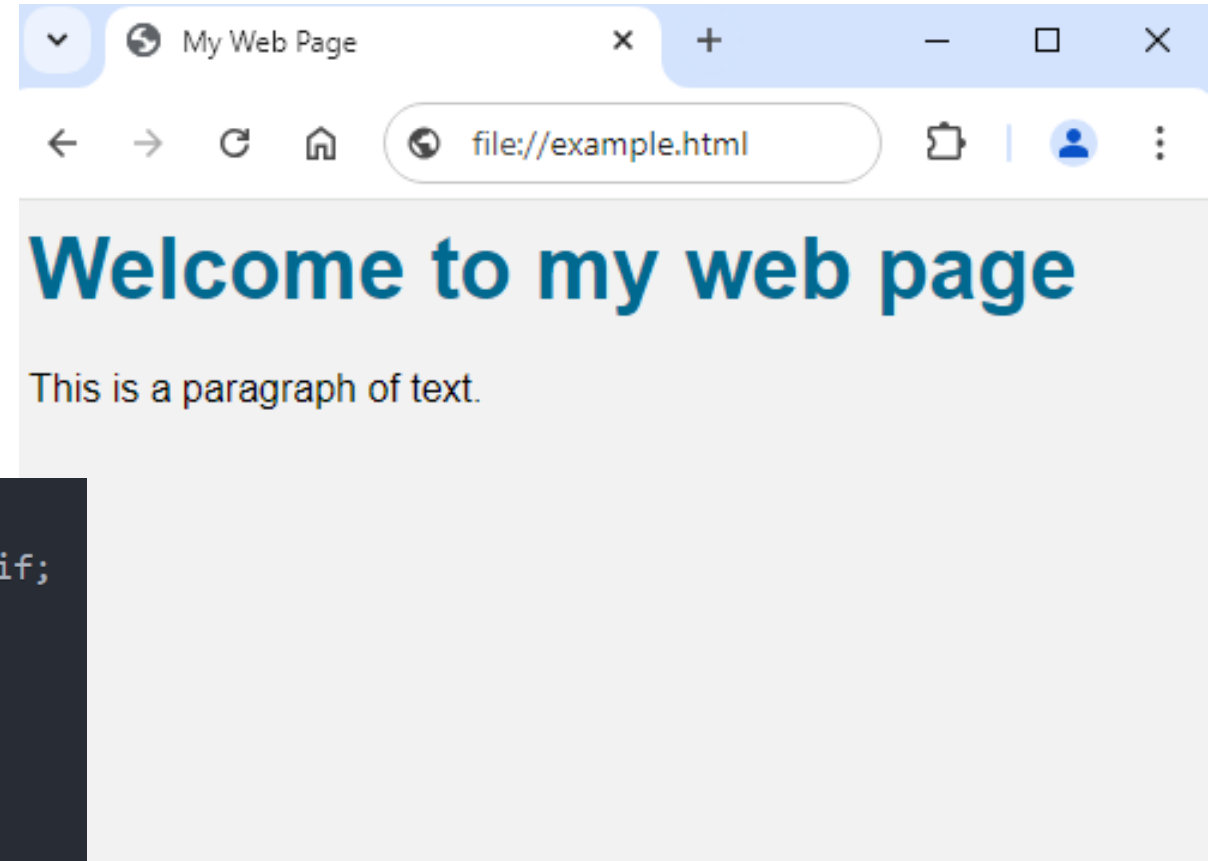 My Web Page
file://example.html
Welcome to my web page
This is a paragraph of text.
if;